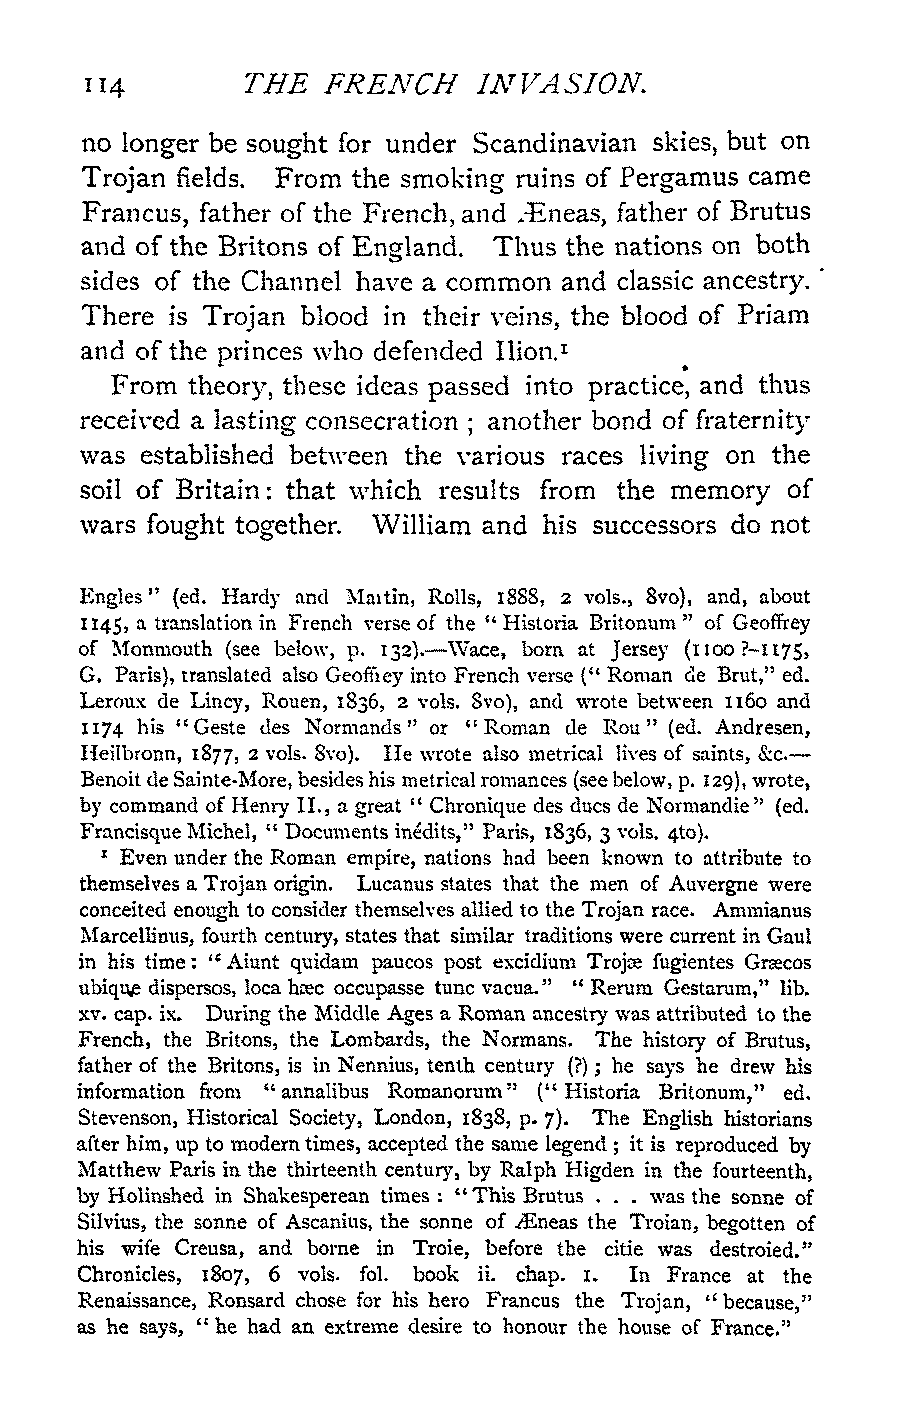 114 THE FRENCH INVASION.
no longer be sought for under Scandinavian skies, but on
Trojan fields. From the smoking ruins of Pergamus came
Francus, father of the French, and Æneas, father of Brutus
and of the Britons of England. Thus the nations on both
sides of the Channel have a common and classic ancestry.
There is Trojan blood in their veins, the blood of Priam
and of the princes who defended Ilion.¹
From theory, these ideas passed into practice, and thus
received a lasting consecration ; another bond of fraternity
was established between the various races living on the
soil of Britain : that which results from the memory of
wars fought together. William and his successors do not
Engles" (ed. Hardy and Martin, Rolls, 1888, 2 vols., 8vo), and, about
1145, a translation in French verse of the "Historia Britonum" of Geoffrey
of Monmouth (see below, p. 132).—Wace, born at Jersey (1100?-1175,
G. Paris), translated also Geoffrey into French verse ("Roman de Brut," ed.
Leroux de Lincy, Rouen, 1836, 2 vols. 8vo), and wrote between 1160 and
1174 his "Geste des Normands" or "Roman de Rou" (ed. Andresen,
Heilbronn, 1877, 2 vols. 8vo). He wrote also metrical lives of saints, &c.—
Benoit de Sainte-More, besides his metrical romances (see below, p. 129), wrote,
by command of Henry II., a great "Chronique des ducs de Normandie" (ed.
Francisque Michel, "Documents inédits," Paris, 1836, 3 vols. 4to).
¹ Even under the Roman empire, nations had been known to attribute to
themselves a Trojan origin. Lucanus states that the men of Auvergne were
conceited enough to consider themselves allied to the Trojan race. Ammianus
Marcellinus, fourth century, states that similar traditions were current in Gaul
in his time : "Aiunt quidam paucos post excidium Trojæ fugientes Græcos
ubique dispersos, loca hæc occupasse tunc vacua." "Rerum Gestarum," lib.
xv. cap. ix. During the Middle Ages a Roman ancestry was attributed to the
French, the Britons, the Lombards, the Normans. The history of Brutus,
father of the Britons, is in Nennius, tenth century (?) ; he says he drew his
information from "annalibus Romanorum" ("Historia Britonum," ed.
Stevenson, Historical Society, London, 1838, p. 7). The English historians
after him, up to modern times, accepted the same legend ; it is reproduced by
Matthew Paris in the thirteenth century, by Ralph Higden in the fourteenth,
by Holinshed in Shakesperean times : "This Brutus . . . was the sonne of
Silvius, the sonne of Ascanius, the sonne of Æneas the Troian, begotten of
his wife Creusa, and borne in Troie, before the citie was destroied."
Chronicles, 1807, 6 vols. fol. book ii. chap. 1. In France at the
Renaissance, Ronsard chose for his hero Francus the Trojan, "because,"
as he says, "he had an extreme desire to honour the house of France."